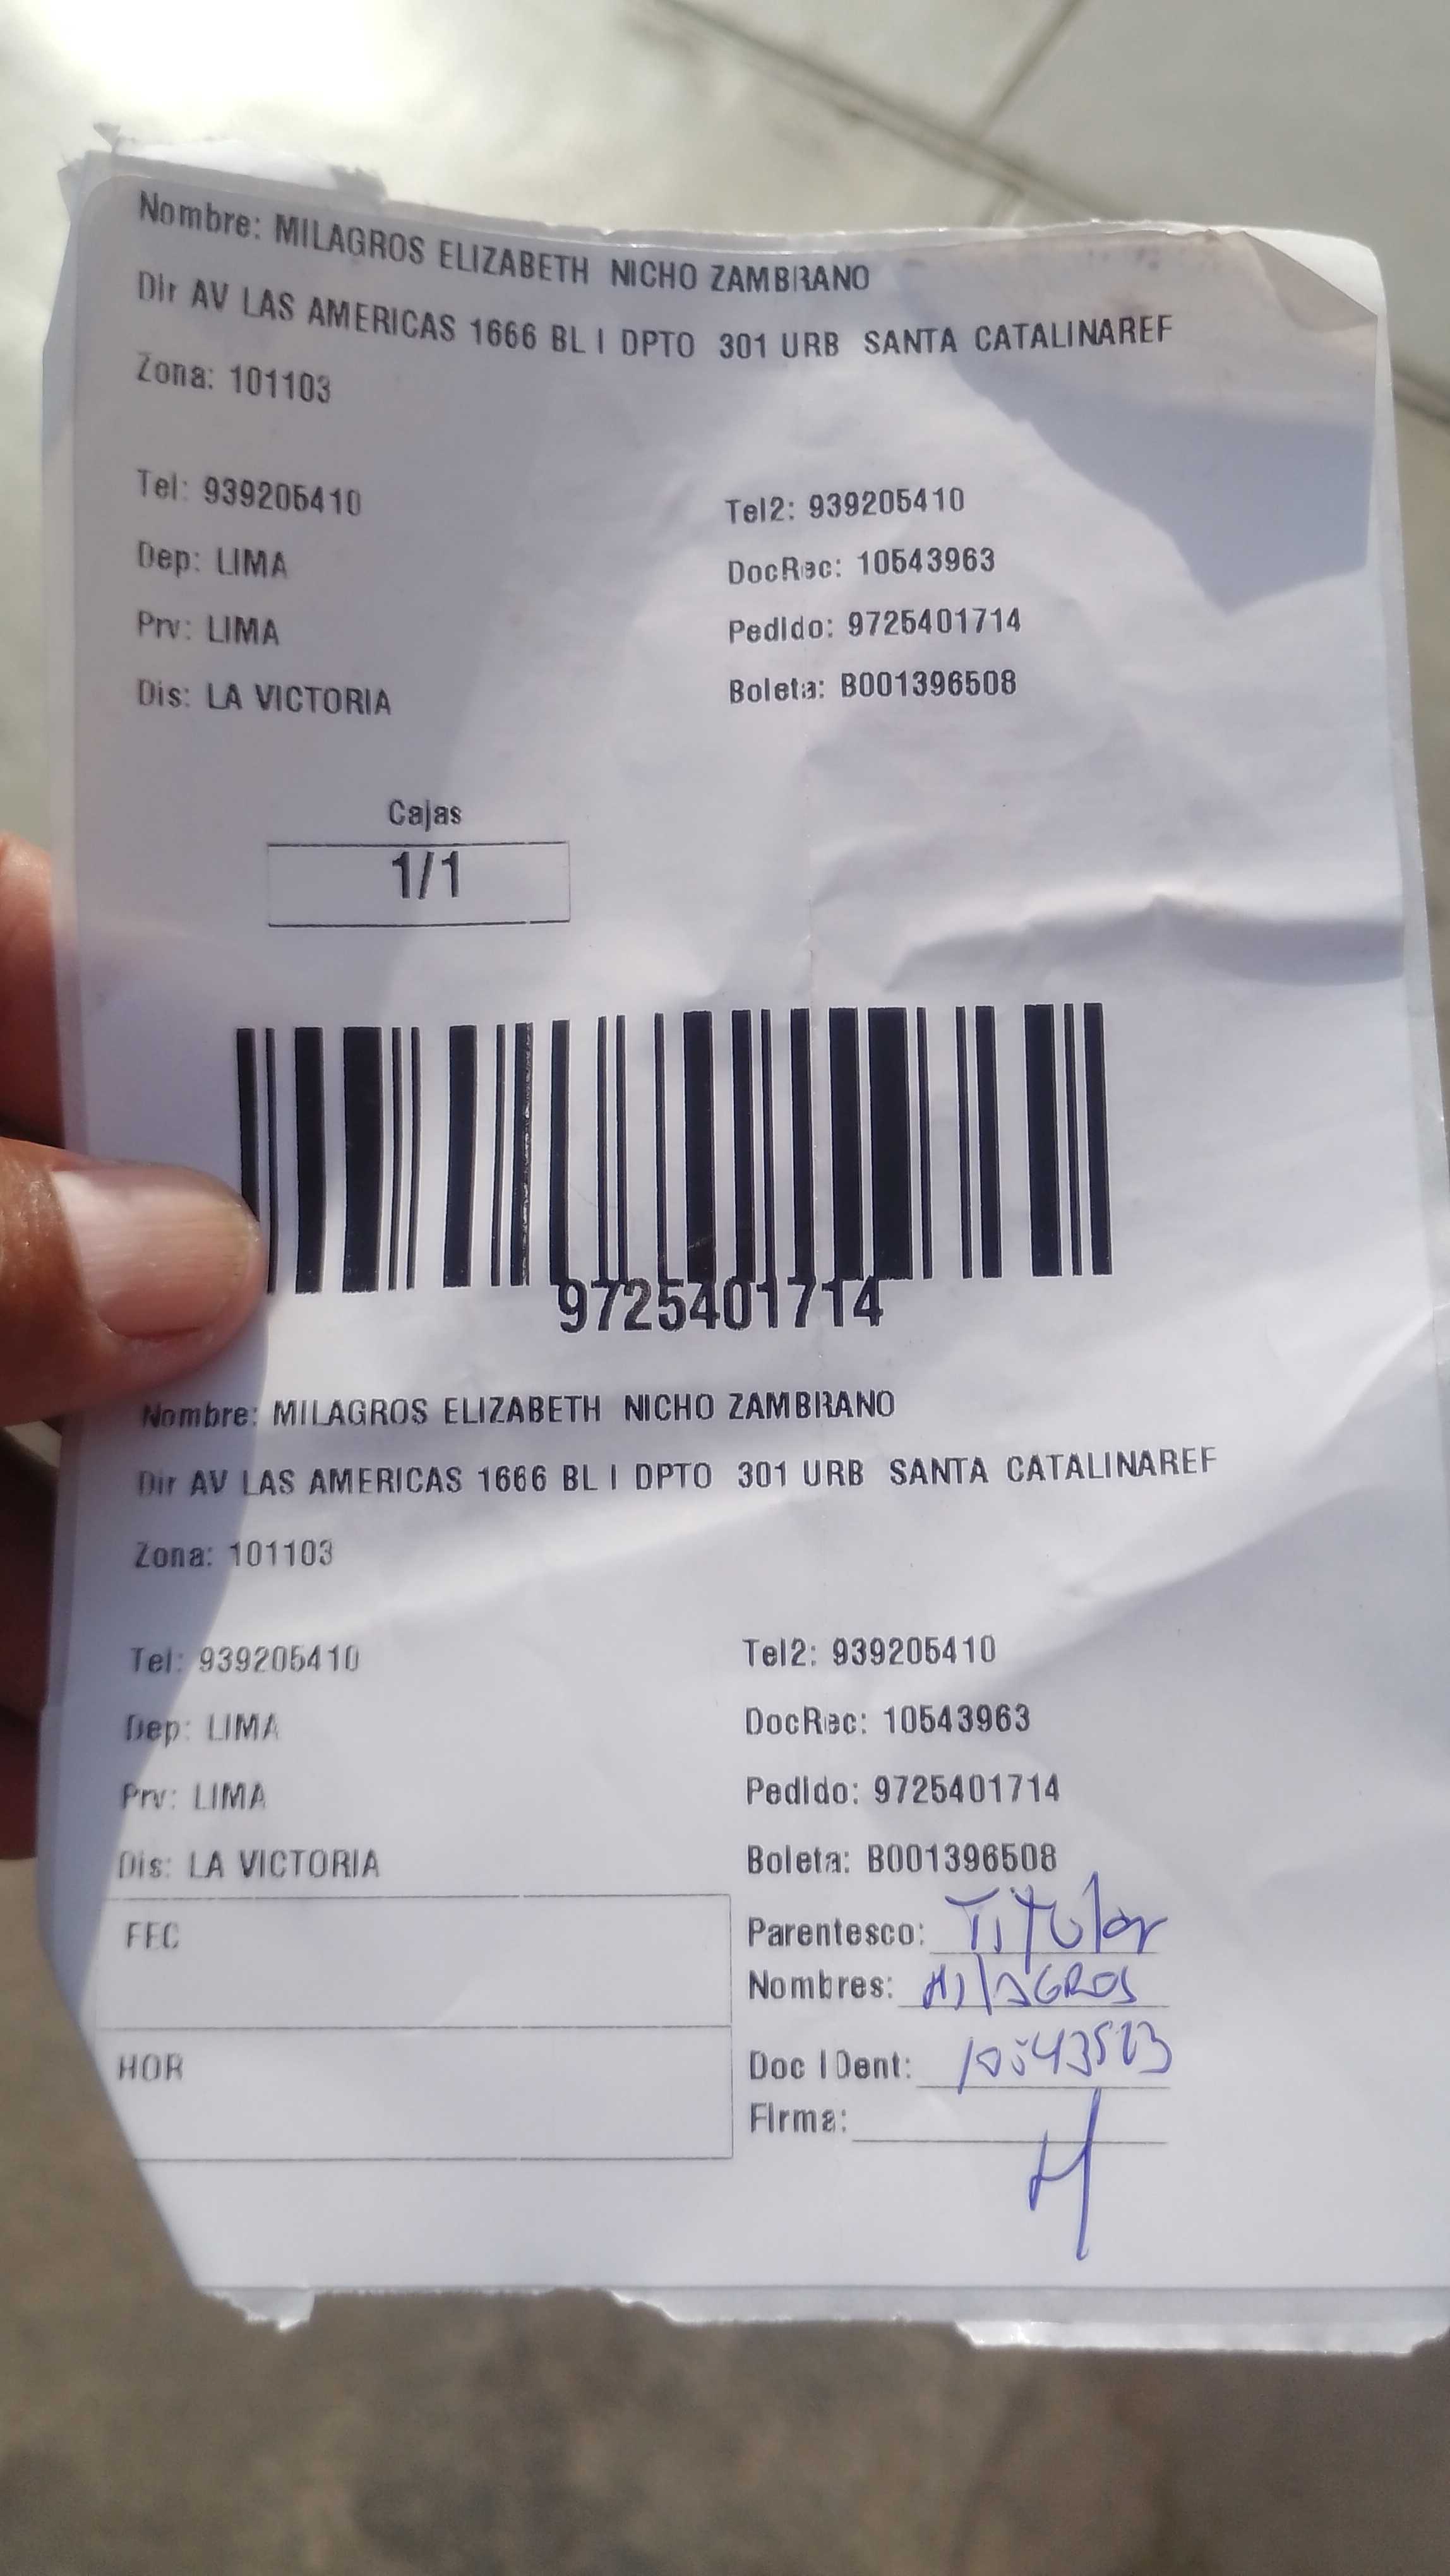 Nombre: MILAGROS ELIZABETH NICHO ZAMBRANO
Dir AV LAS AMERICAS 1666 BL I DPTO 301 URB SANTA CATALINAREF
Zona: 101103
Tel: 939205410 Tel2: 939205410
Dep: LIMA DocRec: 10543963
Prv: LIMA Pedido: 9725401714
Dis: LA VICTORIA Boleta: B001396508
Cajas
1/1
9725401714
Nombre: MILAGROS ELIZABETH NICHO ZAMBRANO
Dir AV LAS AMERICAS 1666 BL I DPTO 301 URB SANTA CATALINAREF
Zona: 101103
Tel: 939205410 Tel2: 939205410
Dep: LIMA DocRec: 10543963
Prv: LIMA Pedido: 9725401714
Dis: LA VICTORIA Boleta: B001396508
FEC Parentesco: Titular
Nombres: MILAGROS
HOR Doc IDent:
Firma: